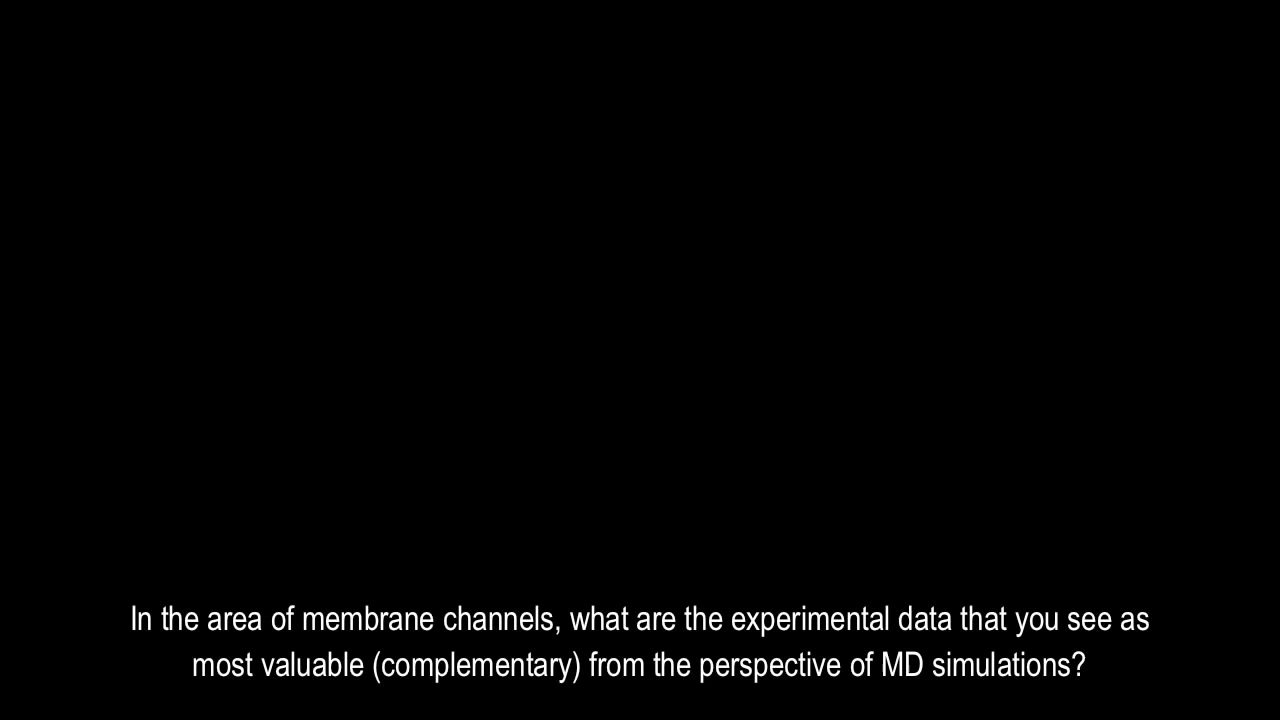 In the area of membrane channels, what are the experimental data that you see as
most valuable (complementary) from the perspective of MD simulations?